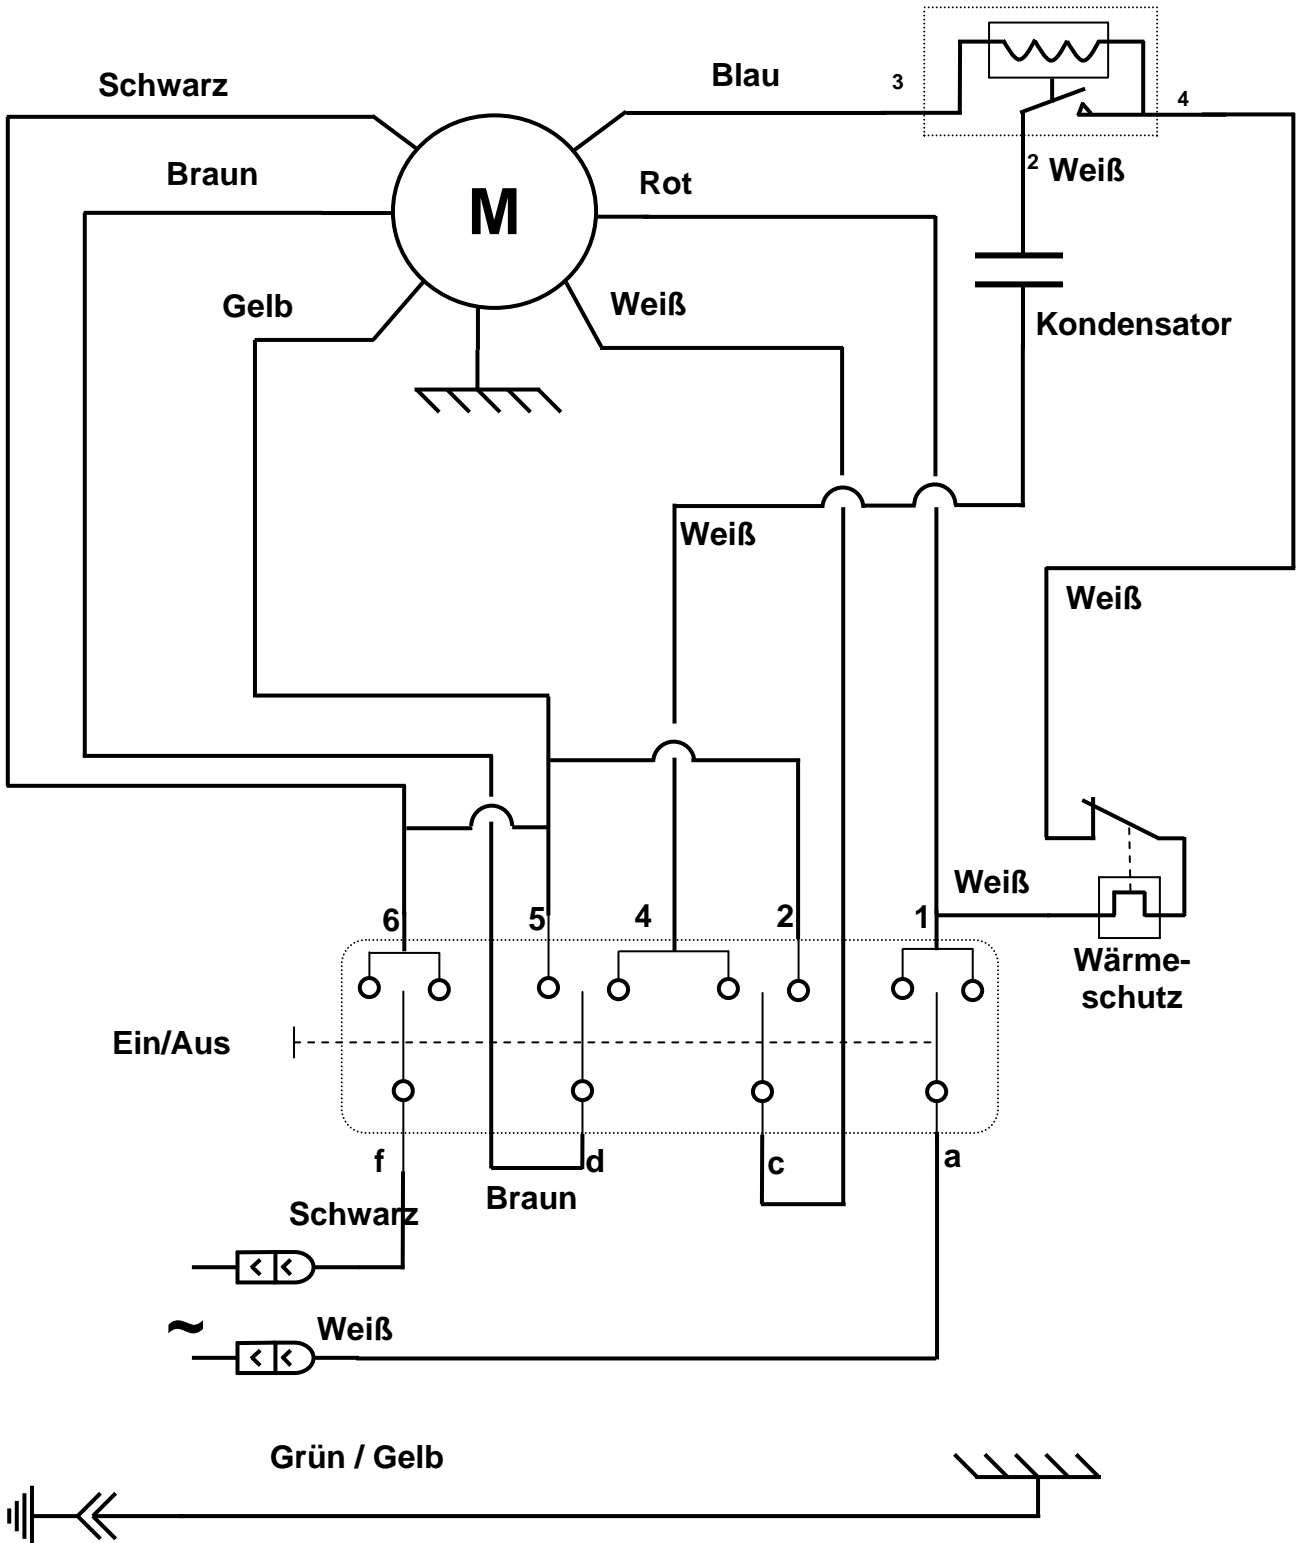 Blau
3
Schwarz
4
2 Weiß
Braun
Rot
M
Gelb
Weiß
Kondensator
Weiß
Weiß
Weiß
6
5
4
2
1
Wärme-
schutz
Ein/Aus
f
d
c
a
Braun
Schwarz
~
Weiß
Grün / Gelb